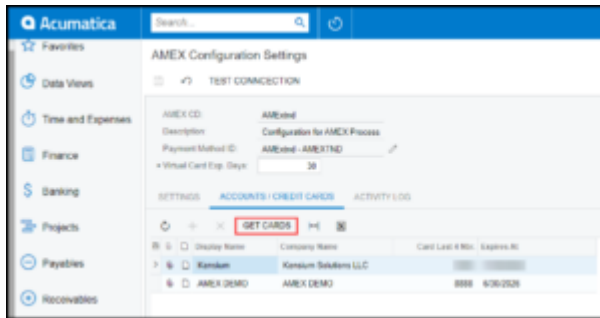 Acumatica
Search...
Favorites
Data Views
Time and Expenses
Finance
Banking
Projects
Payables
Receivables
AMEX Configuration Settings
TEST CONNCECTION
AMEX CD: AMExtnd
Description: Configuration for AMEX Process
Payment Method ID: AMExtnd - AMEXTND
* Virtual Card Exp. Days: 30
SETTINGS ACCOUNTS / CREDIT CARDS ACTIVITY LOG
GET CARDS
Display Name Company Name Card Last 4 No: Expires At:
Kensium Kensium Solutions LLC
AMEX DEMO AMEX DEMO 8888 6/30/2026